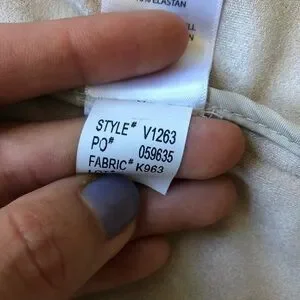 ELASTAN
STYLE# V1263
PO# 059635
FABRIC# K963